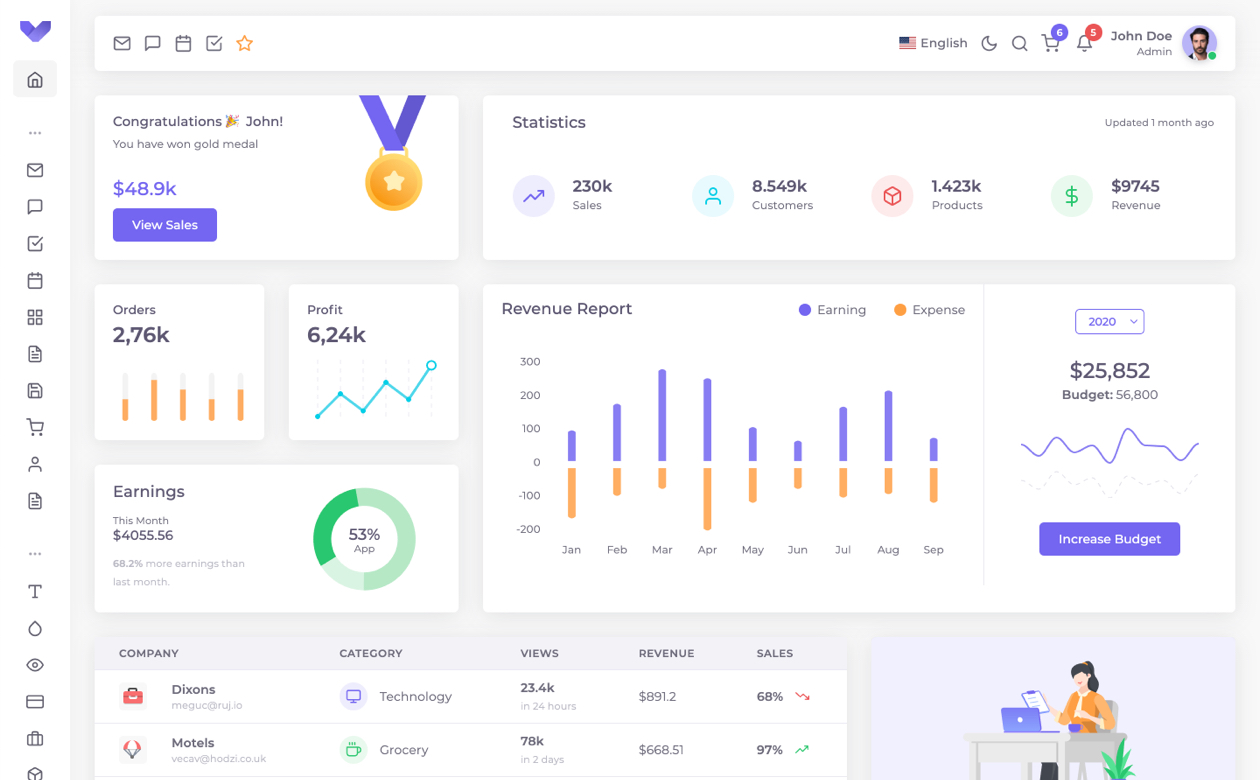 English
6
5
John Doe
Admin
Congratulations 🎉 John!
You have won gold medal
$48.9k
View Sales
Statistics
Updated 1 month ago
230k
Sales
8.549k
Customers
1.423k
Products
$9745
Revenue
Orders
2,76k
Profit
6,24k
Revenue Report
Earning
Expense
300
200
100
0
-100
-200
Jan Feb Mar Apr May Jun Jul Aug Sep
2020
$25,852
Budget: 56,800
Increase Budget
Earnings
This Month
$4055.56
68.2% more earnings than
last month.
53%
App
COMPANY CATEGORY VIEWS REVENUE SALES
Dixons
meguc@ruj.io
Technology
23.4k
in 24 hours
$891.2
68%
Motels
vecav@hodzi.co.uk
Grocery
78k
in 2 days
$668.51
97%